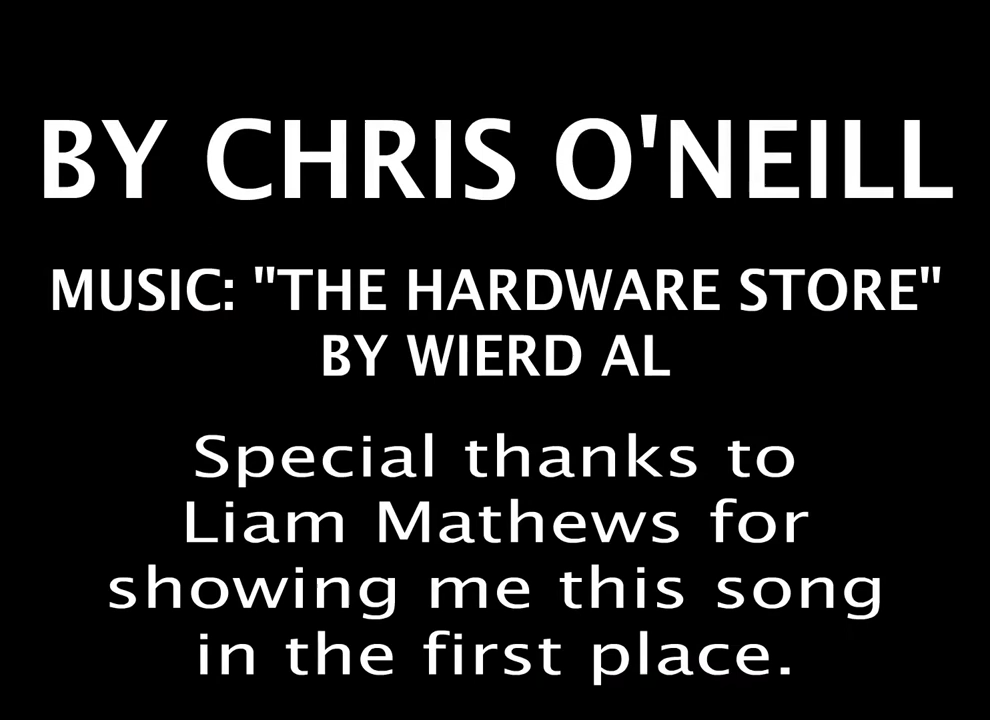 BY CHRIS O'NEILL
MUSIC: "THE HARDWARE STORE"
BY WIERD AL
Special thanks to
Liam Mathews for
showing me this song
in the first place.